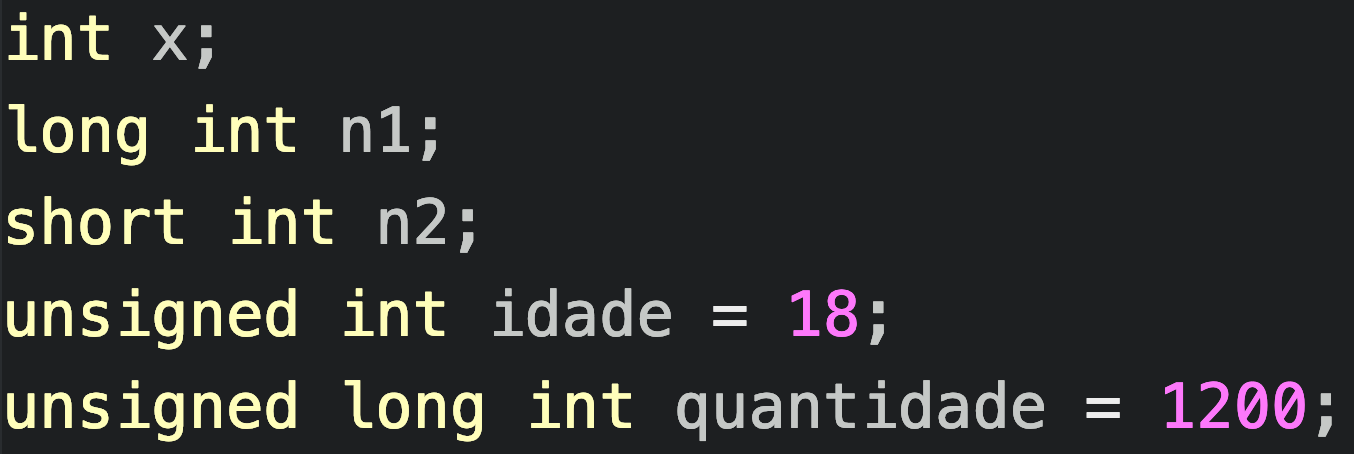 int x;
long int n1;
short int n2;
unsigned int idade = 18;
unsigned long int quantidade = 1200;